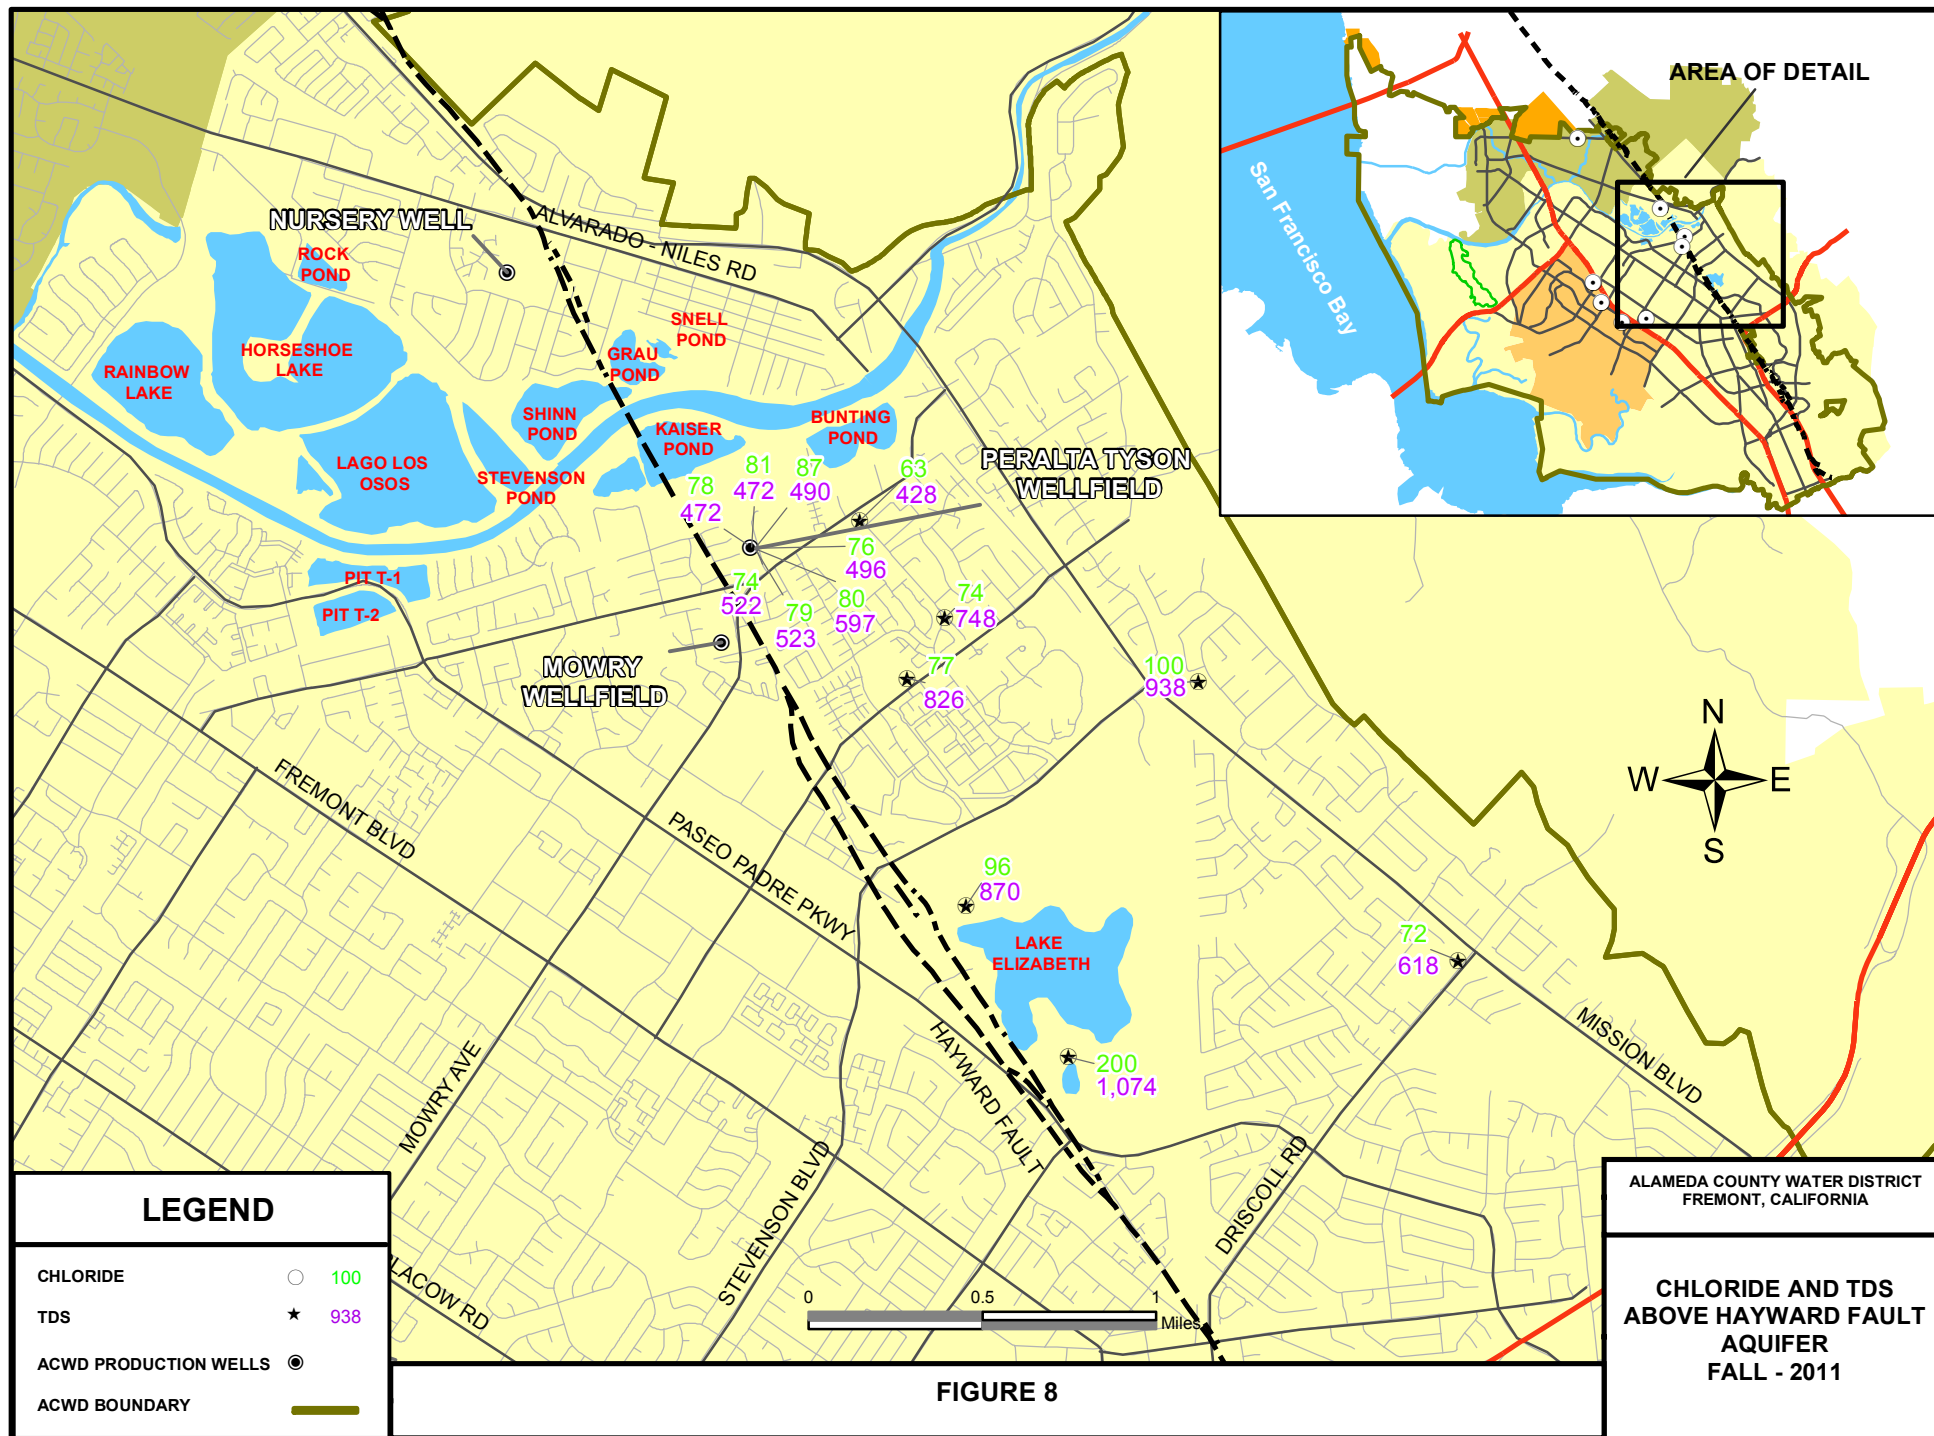 AREA OF DETAIL
San Francisco Bay
NURSERY WELL
ALVARADO - NILES RD
ROCK
POND
SNELL
POND
GRAU
POND
HORSESHOE
LAKE
RAINBOW
LAKE
SHINN
POND
KAISER
POND
BUNTING
POND
LAGO LOS
OSOS
STEVENSON
POND
PERALTA TYSON
WELLFIELD
78
472
81
472
87
490
63
428
76
496
PIT T-1
PIT T-2
74
522
79
523
80
597
74
748
MOWRY
WELLFIELD
77
826
100
938
N
W
E
S
FREMONT BLVD
PASEO PADRE PKWY
96
870
LAKE
ELIZABETH
72
618
MISSION BLVD
200
1,074
HAYWARD FAULT
MOWRY AVE
STEVENSON BLVD
DRISCOLL RD
LACOW RD
0 0.5 1
Miles
LEGEND
CHLORIDE 100
TDS 938
ACWD PRODUCTION WELLS
ACWD BOUNDARY
FIGURE 8
ALAMEDA COUNTY WATER DISTRICT
FREMONT, CALIFORNIA
CHLORIDE AND TDS
ABOVE HAYWARD FAULT
AQUIFER
FALL - 2011